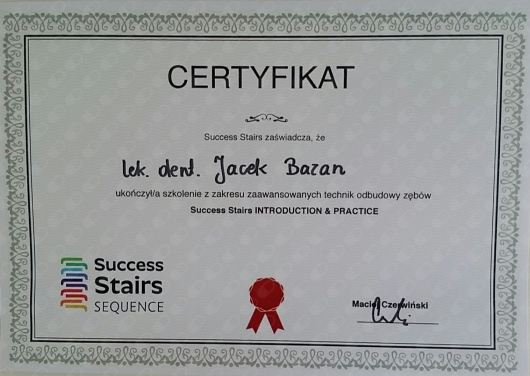 CERTYFIKAT
Success Stairs zaświadcza, że
lek. dent. Jacek Bazan
ukończył/a szkolenie z zakresu zaawansowanych technik odbudowy zębów
Success Stairs INTRODUCTION & PRACTICE
Success
Stairs
SEQUENCE
Maciej Czerwiński